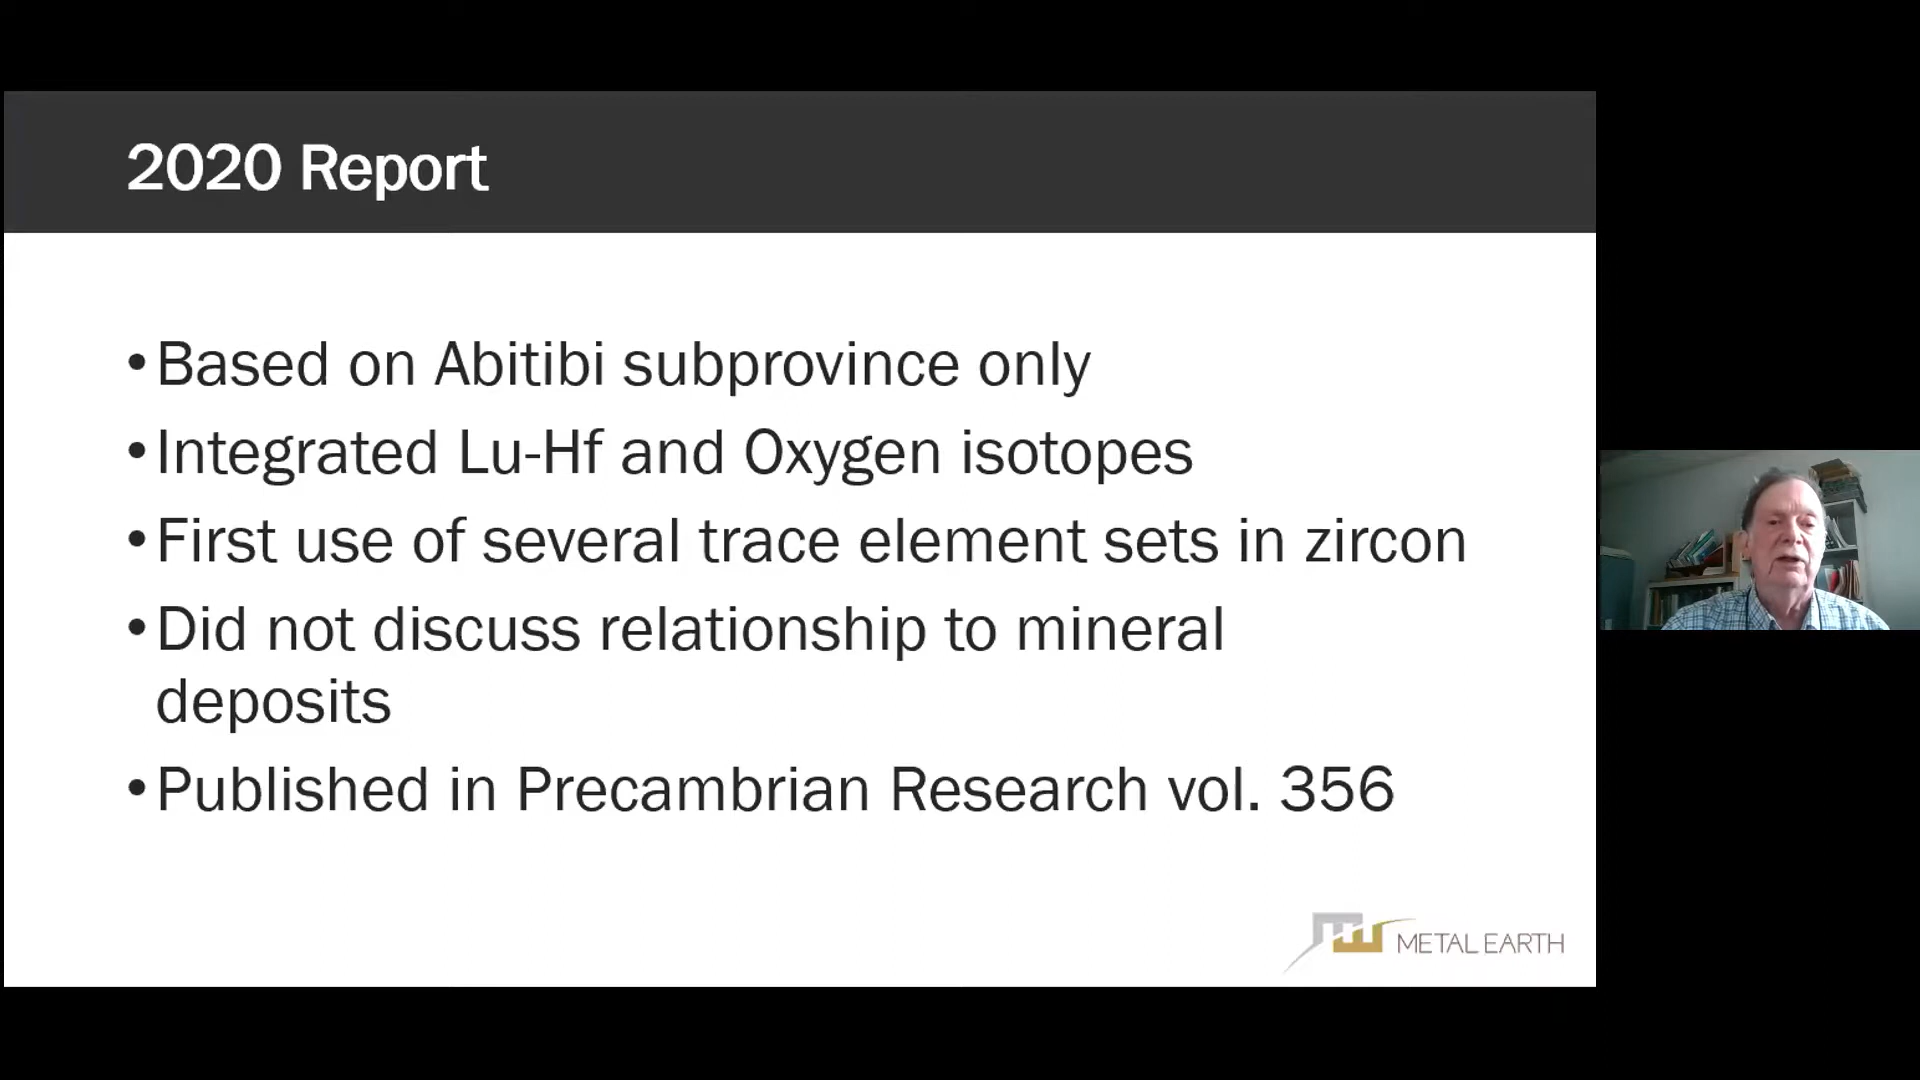 2020 Report
•Based on Abitibi subprovince only
•Integrated Lu-Hf and Oxygen isotopes
•First use of several trace element sets in zircon
•Did not discuss relationship to mineral
deposits
•Published in Precambrian Research vol. 356
METAL EARTH